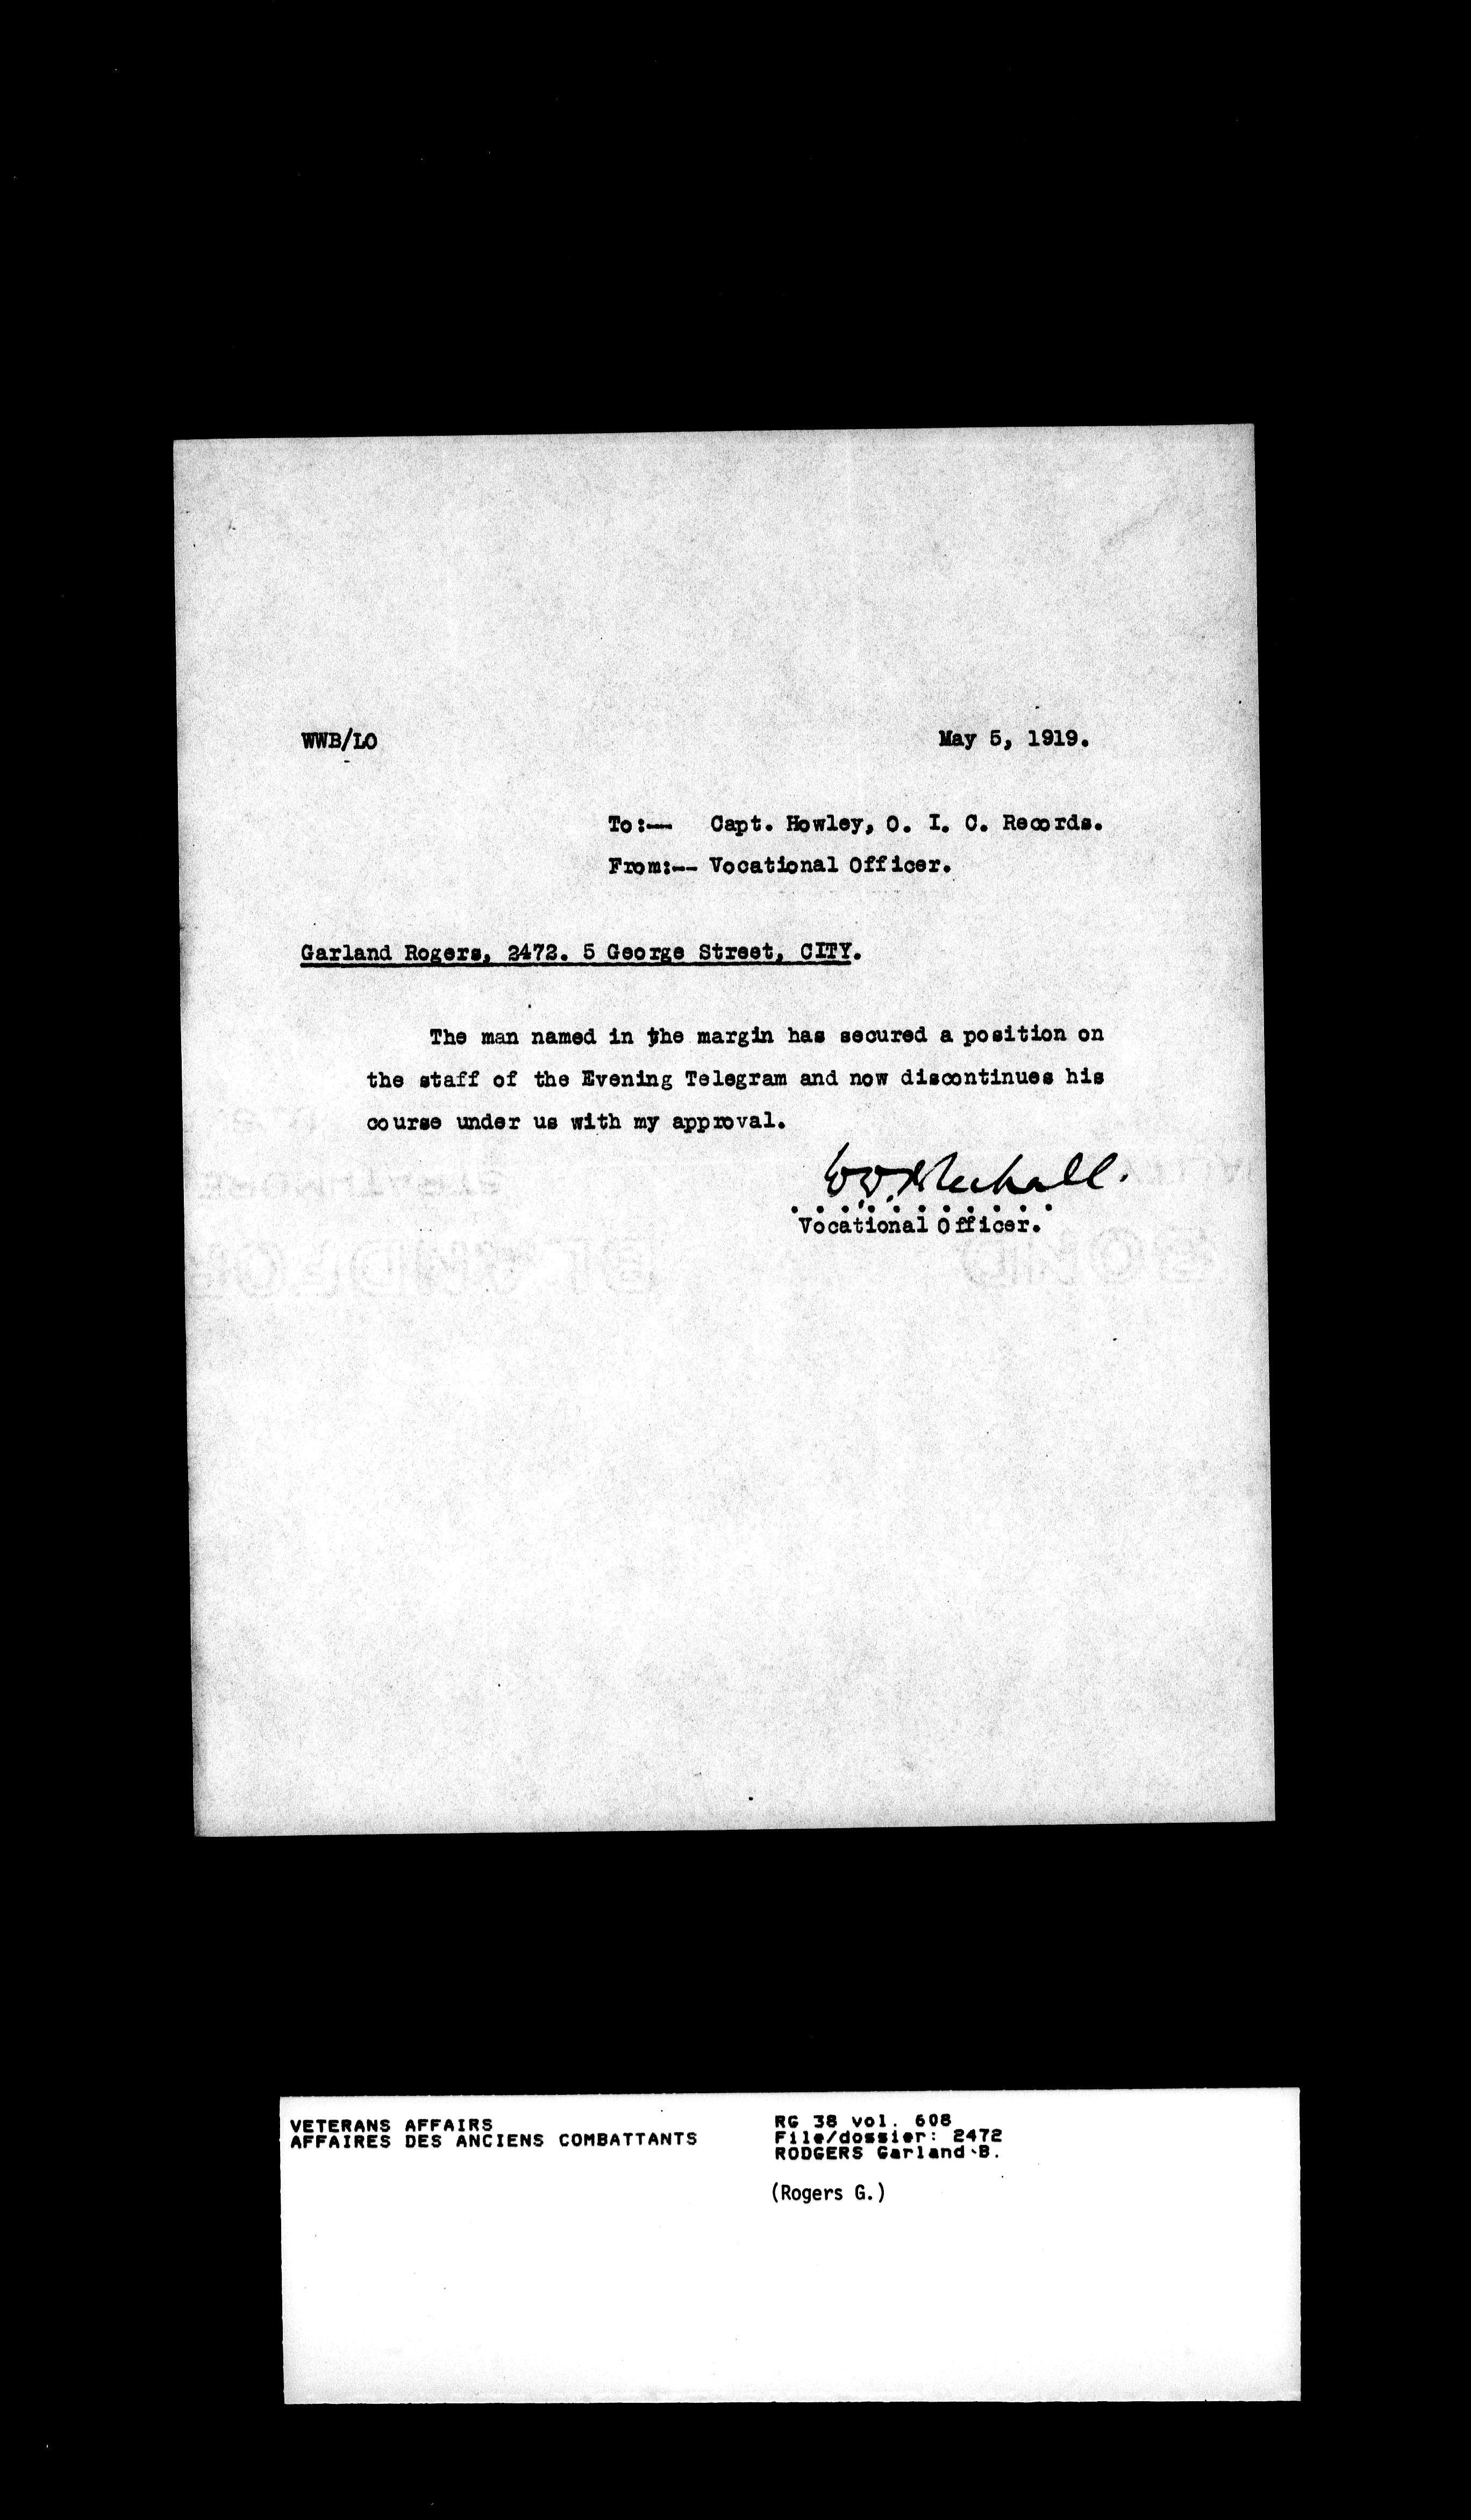 WWB/LO
May 5, 1919.
To:-- Capt. Howley, O. I. C. Records.
From:-- Vocational Officer.
Garland Rogers, 2472. 5 George Street, CITY.
The man named in the margin has secured a position on
the staff of the Evening Telegram and now discontinues his
course under us with my approval.
Vocational Officer.
VETERANS AFFAIRS
AFFAIRES DES ANCIENS COMBATTANTS
RG 38 vol. 608
File/dossier: 2472
RODGERS Garland B.
(Rogers G.)